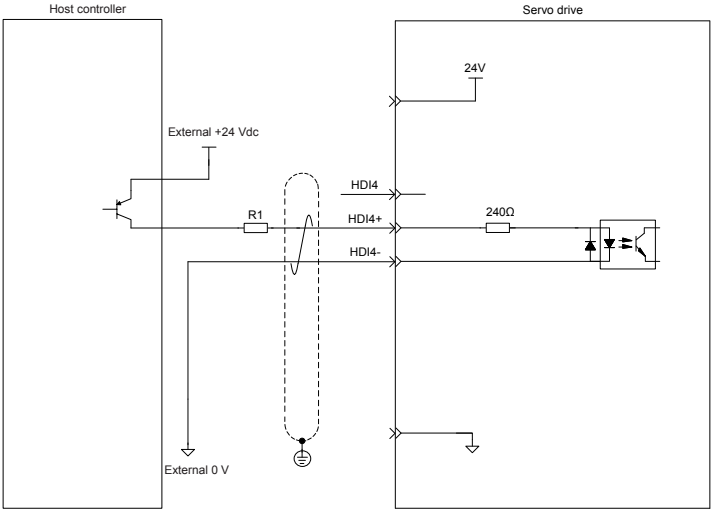 Host controller
Servo drive
24V
External +24 Vdc
HDI4
R1
HDI4+
240Ω
HDI4-
External 0 V